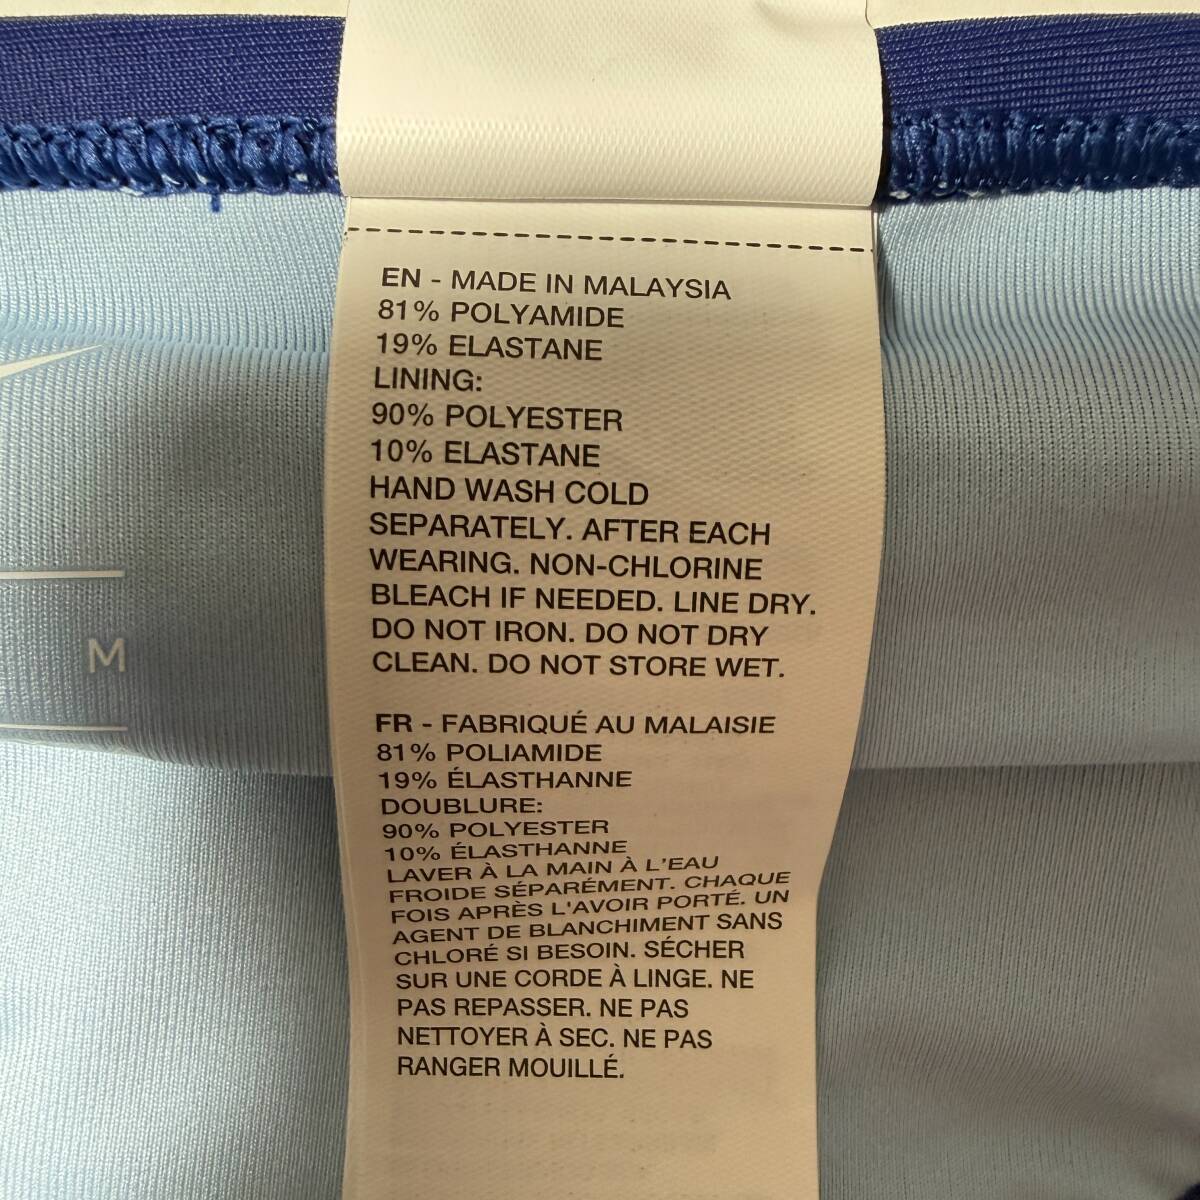 EN - MADE IN MALAYSIA
81% POLYAMIDE
19% ELASTANE
LINING:
90% POLYESTER
10% ELASTANE
HAND WASH COLD
SEPARATELY. AFTER EACH
WEARING. NON-CHLORINE
BLEACH IF NEEDED. LINE DRY.
DO NOT IRON. DO NOT DRY
CLEAN. DO NOT STORE WET.
M
FR - FABRIQUÉ AU MALAISIE
81% POLIAMIDE
19% ÉLASTHANNE
DOUBLURE:
90% POLYESTER
10% ÉLASTHANNE
LAVER À LA MAIN À L'EAU
FROIDE SÉPARÉMENT. CHAQUE
FOIS APRÈS L'AVOIR PORTÉ. UN
AGENT DE BLANCHIMENT SANS
CHLORÉ SI BESOIN. SÉCHER
SUR UNE CORDE À LINGE. NE
PAS REPASSER. NE PAS
NETTOYER À SEC. NE PAS
RANGER MOUILLÉ.